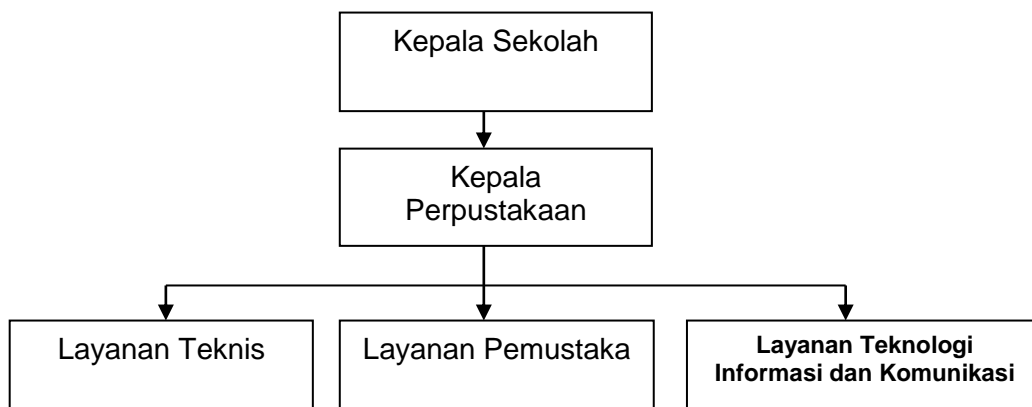 Kepala Sekolah
Kepala
Perpustakaan
Layanan Teknis
Layanan Pemustaka
Layanan Teknologi
Informasi dan Komunikasi